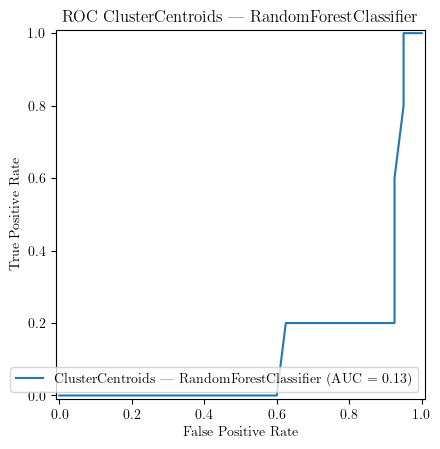 ROC ClusterCentroids — RandomForestClassifier
True Positive Rate
1.0
0.8
0.6
0.4
0.2
0.0
ClusterCentroids — RandomForestClassifier (AUC = 0.13)
0.0 0.2 0.4 0.6 0.8 1.0
False Positive Rate